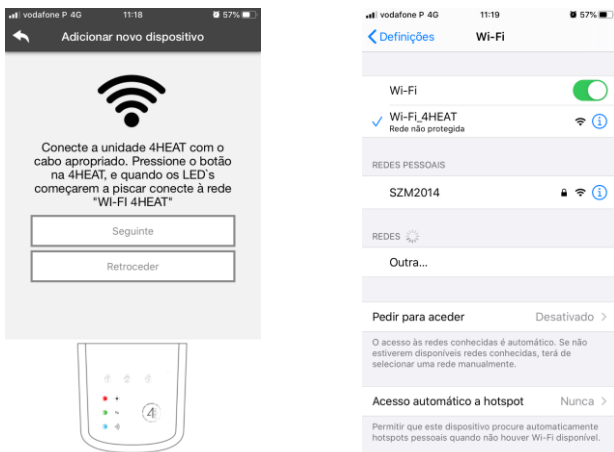 vodafone P 4G 11:18 57%
Adicionar novo dispositivo
Conecte a unidade 4HEAT com o
cabo apropriado. Pressione o botão
na 4HEAT, e quando os LED`s
começarem a piscar conecte à rede
"WI-FI 4HEAT"
Seguinte
Retroceder
4
vodafone P 4G 11:19 57%
Definições Wi-Fi
Wi-Fi
Wi-Fi_4HEAT
Rede não protegida
REDES PESSOAIS
SZM2014
REDES
Outra...
Pedir para aceder Desativado
O acesso às redes conhecidas é automático. Se não
estiverem disponíveis redes conhecidas, terá de
selecionar uma rede manualmente.
Acesso automático a hotspot Nunca
Permitir que este dispositivo procure automaticamente
hotspots pessoais quando não houver Wi-Fi disponível.